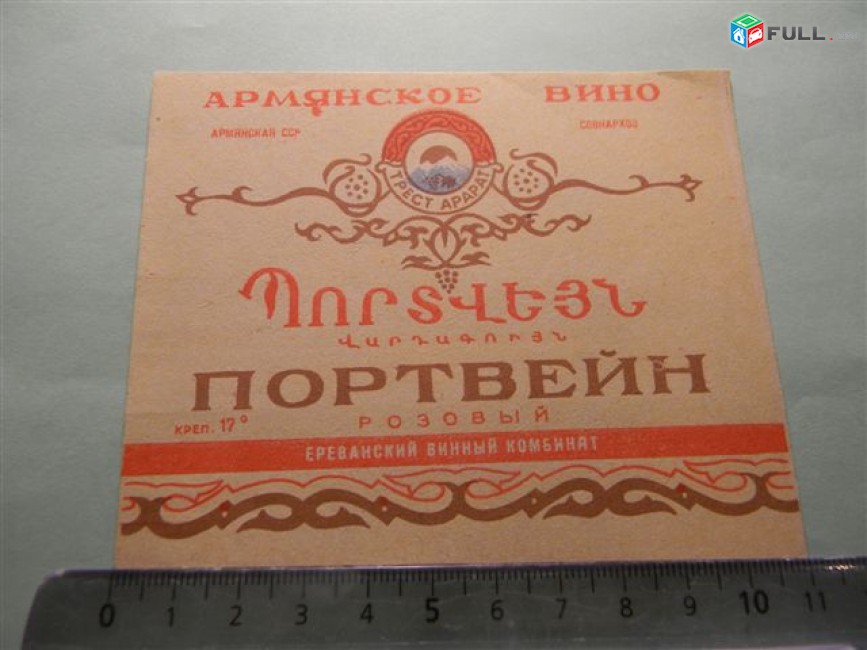 FULL.
АРМЯНСКОЕ ВИНО
АРМЯНСКАЯ ССР СОВНАРХОЗ
ТРЕСТ АРАРАТ
ՊՈՐՏՎԵՅՆ
ՎԱՐԴԱԳՈՒՅՆ
ПОРТВЕЙН
РОЗОВЫЙ
КРЕП. 17°
ЕРЕВАНСКИЙ ВИННЫЙ КОМБИНАТ
0 1 2 3 4 5 6 7 8 9 10 11